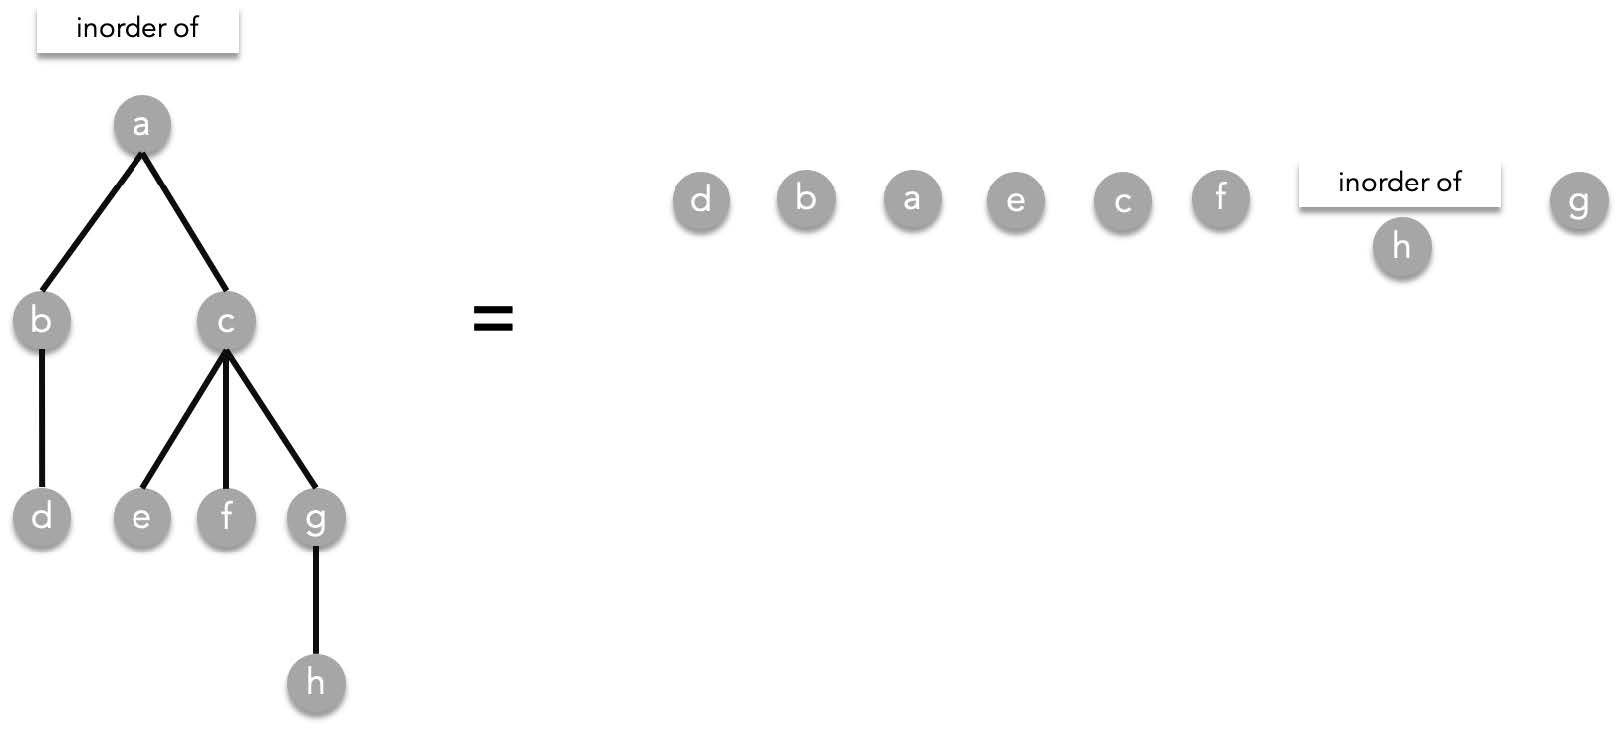 inorder of
a
b c
d e f g
h
=
d b a e c f inorder of g
h